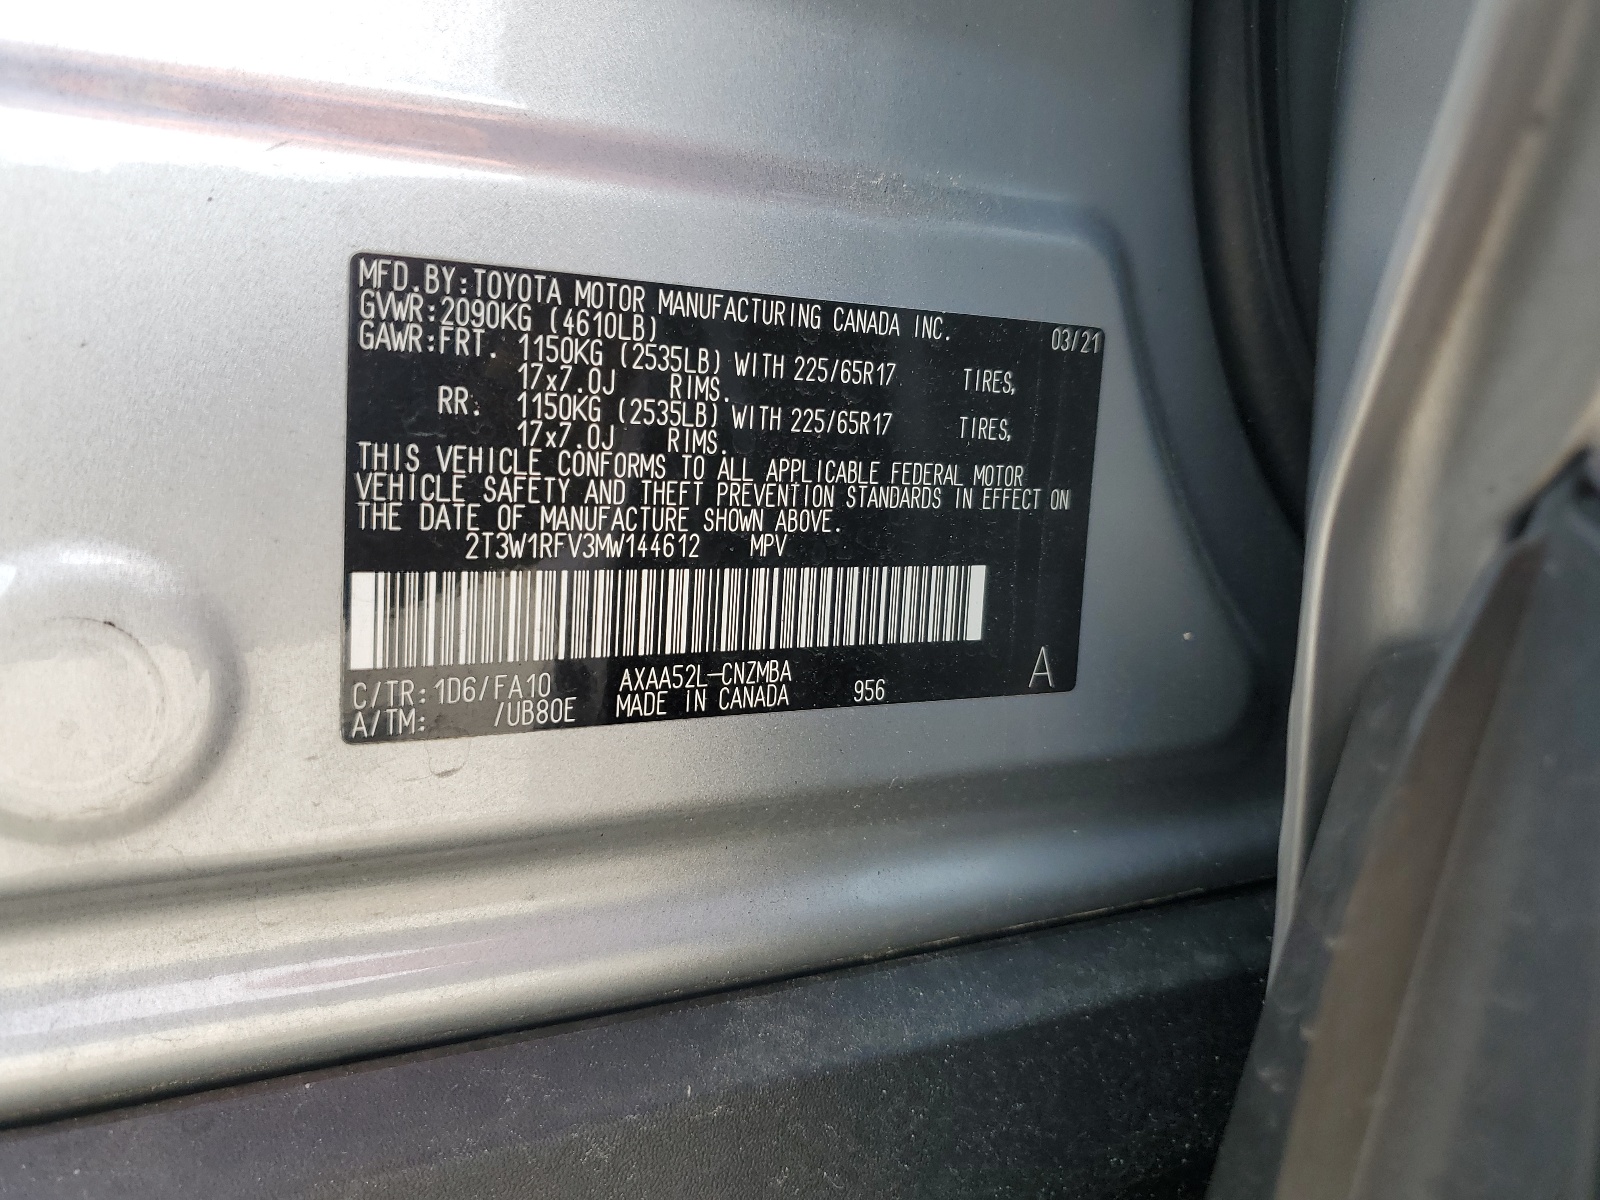 MFD.BY:TOYOTA MOTOR MANUFACTURING CANADA INC. 03/21
GVWR:2090KG (4610LB)
GAWR:FRT. 1150KG (2535LB) WITH 225/65R17 TIRES,
17x7.0J RIMS.
RR. 1150KG (2535LB) WITH 225/65R17 TIRES,
17x7.0J RIMS.
THIS VEHICLE CONFORMS TO ALL APPLICABLE FEDERAL MOTOR
VEHICLE SAFETY AND THEFT PREVENTION STANDARDS IN EFFECT ON
THE DATE OF MANUFACTURE SHOWN ABOVE.
2T3W1RFV3MW144612 MPV
C/TR:1D6/FA10 AXAA52L-CNZMBA
A/TM: /UB80E MADE IN CANADA 956 A